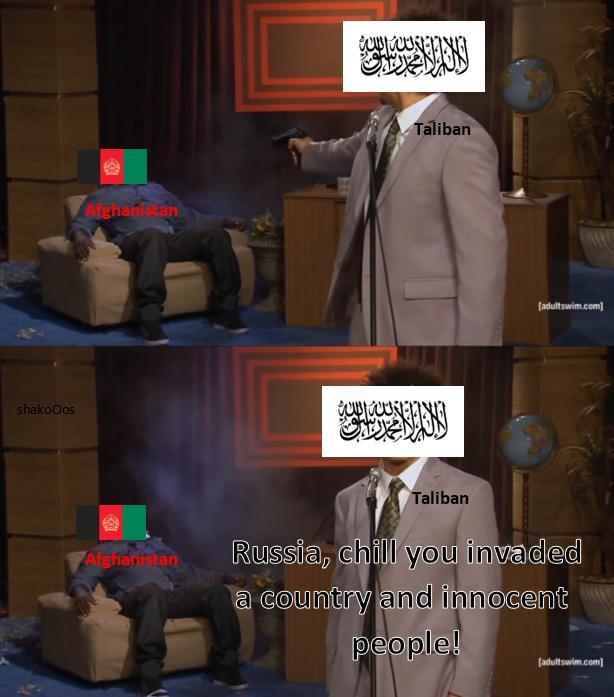 لا إله إلا الله محمد رسول الله
Taliban
Afghanistan
[adultswim.com]
لا إله إلا الله محمد رسول الله
shakoOos
Taliban
Afghanistan
Russia, chill you invaded
a country and innocent
people!
[adultswim.com]